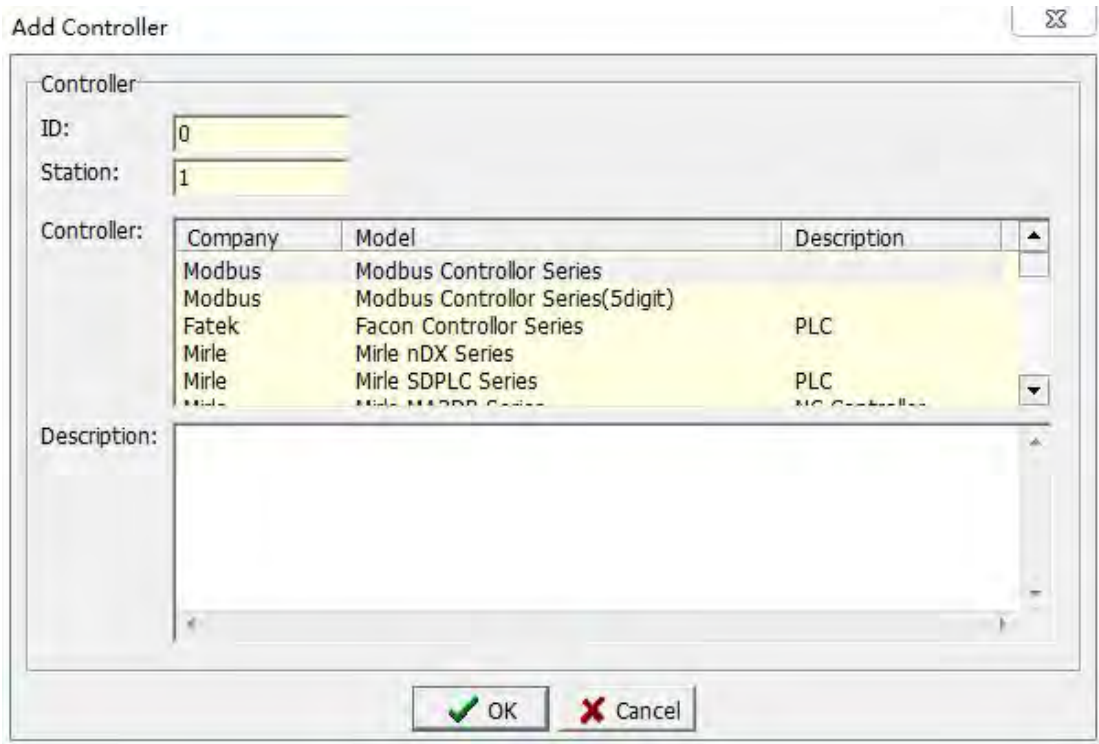 Add Controller
Controller
ID: 0
Station: 1
Controller: Company Model Description
Modbus Modbus Controllor Series
Modbus Modbus Controllor Series(5digit)
Fatek Facon Controllor Series PLC
Mirle Mirle nDX Series
Mirle Mirle SDPLC Series PLC
Description:
OK Cancel